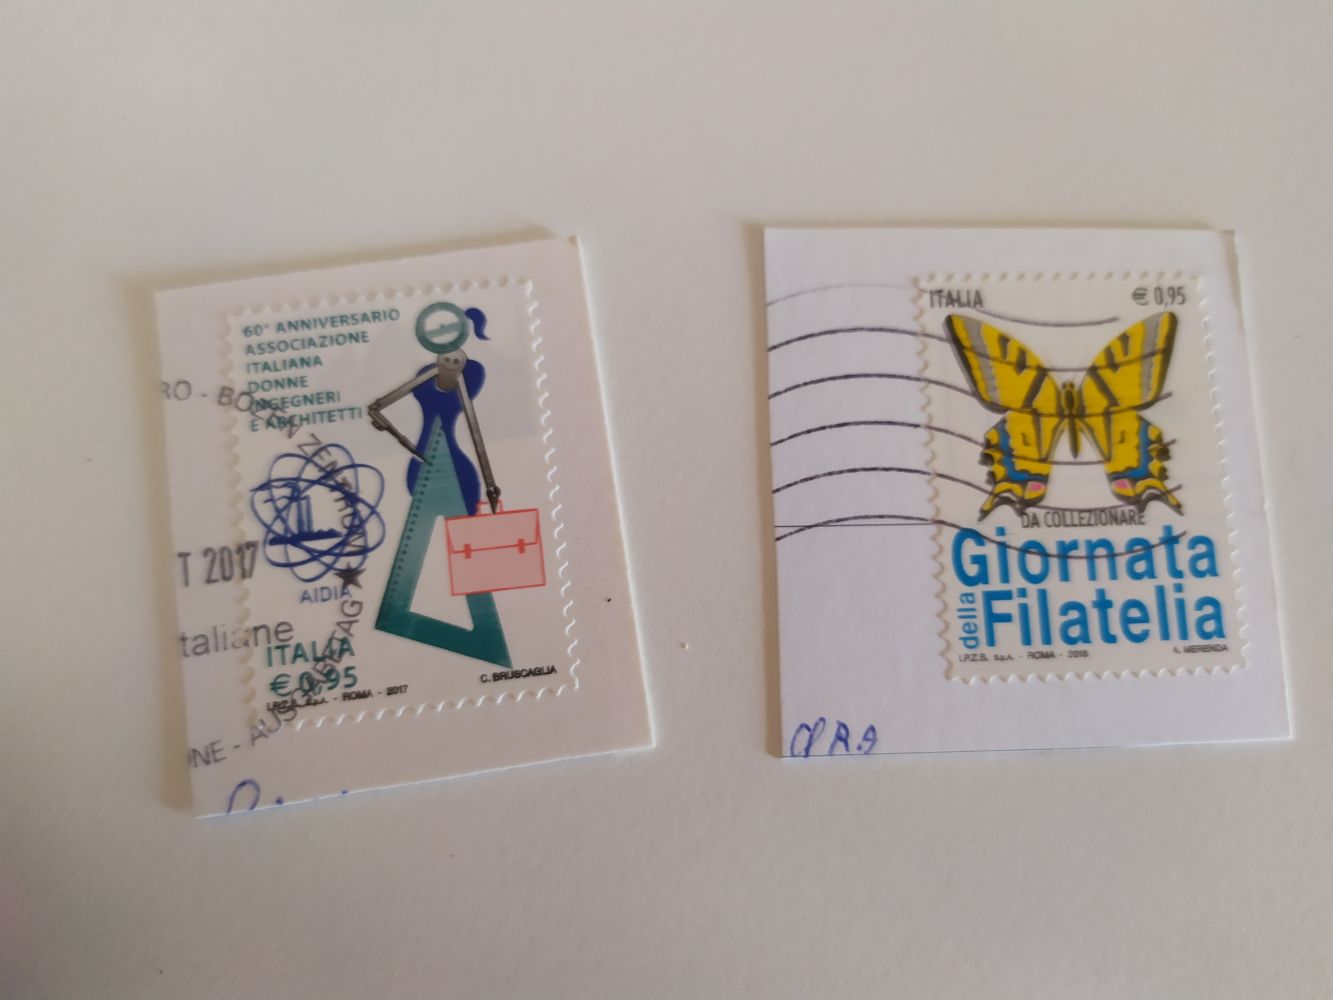 60° ANNIVERSARIO
ASSOCIAZIONE
ITALIANA
DONNE
INGEGNERI
E ARCHITETTI
T 2017
AIDIA
taliane
ITALIA
€ 0,95
I.P.Z.S. S.p.A. - ROMA - 2017
C. BRUSCAGLIA
ITALIA
€ 0,95
DA COLLEZIONARE
Giornata
della Filatelia
I.P.Z.S. S.p.A. - ROMA - 2016
A. MERENDA